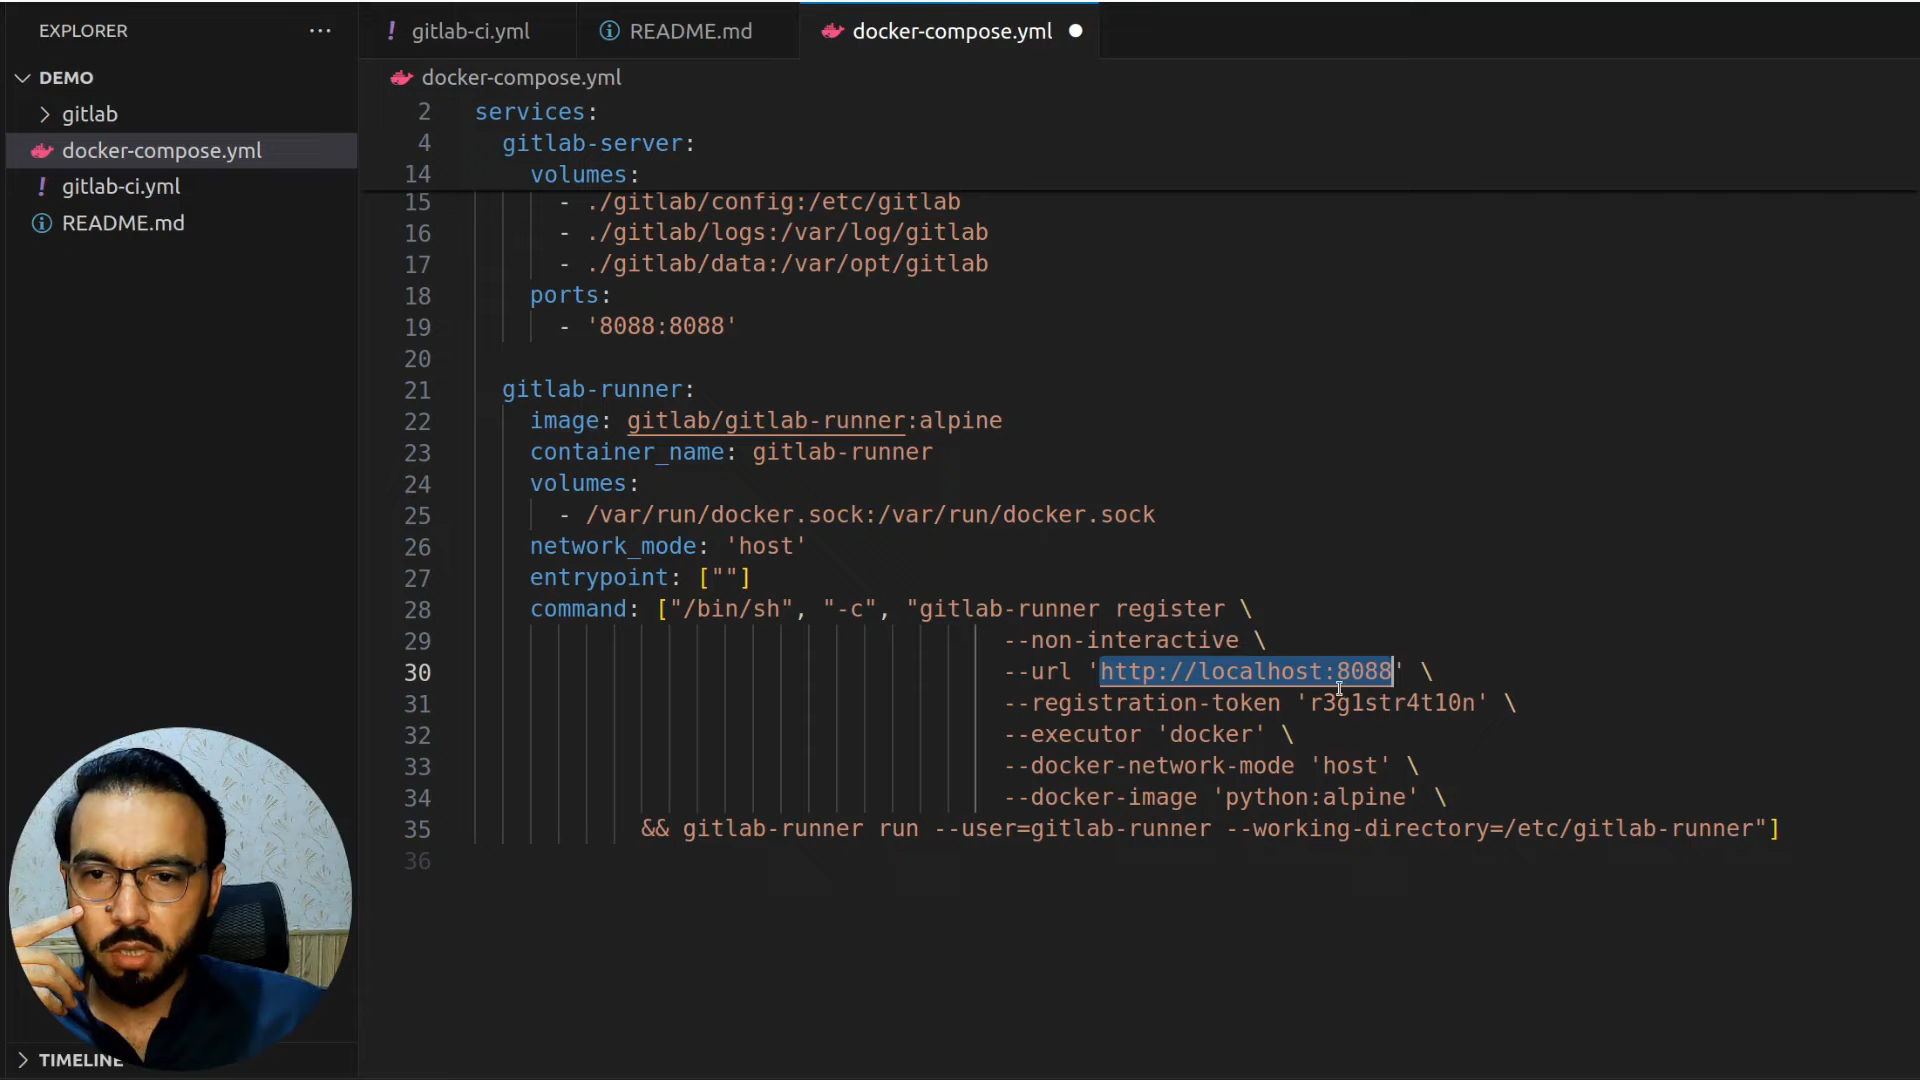 EXPLORER
DEMO
gitlab
docker-compose.yml
gitlab-ci.yml
README.md
TIMELINE
gitlab-ci.yml
README.md
docker-compose.yml
docker-compose.yml
2 services:
4 gitlab-server:
14 volumes:
15 - ./gitlab/config:/etc/gitlab
16 - ./gitlab/logs:/var/log/gitlab
17 - ./gitlab/data:/var/opt/gitlab
18 ports:
19 - '8088:8088'
20
21 gitlab-runner:
22 image: gitlab/gitlab-runner:alpine
23 container_name: gitlab-runner
24 volumes:
25 - /var/run/docker.sock:/var/run/docker.sock
26 network_mode: 'host'
27 entrypoint: [""]
28 command: ["/bin/sh", "-c", "gitlab-runner register \
29 --non-interactive \
30 --url 'http://localhost:8088' \
31 --registration-token 'r3g1str4t10n' \
32 --executor 'docker' \
33 --docker-network-mode 'host' \
34 --docker-image 'python:alpine' \
35 && gitlab-runner run --user=gitlab-runner --working-directory=/etc/gitlab-runner"]
36